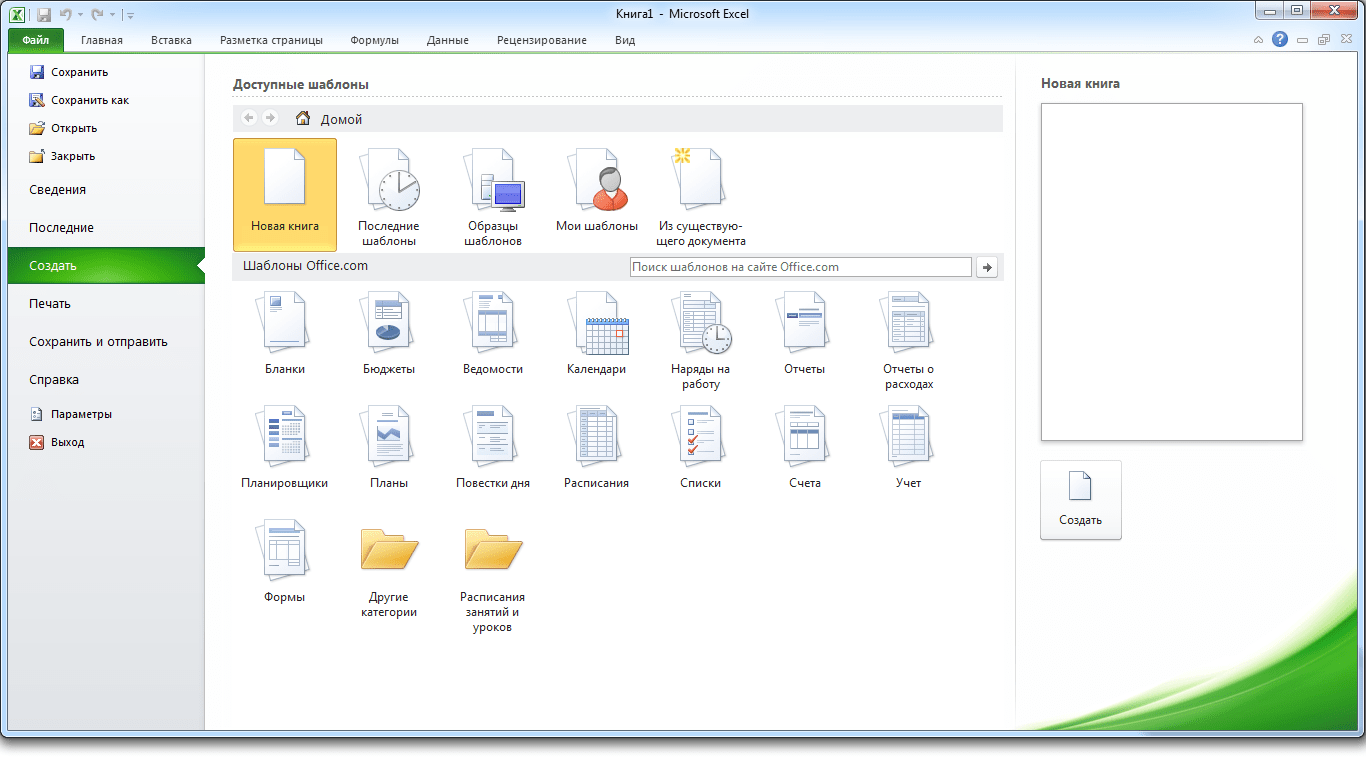 Книга1 - Microsoft Excel
Файл
Главная
Вставка
Разметка страницы
Формулы
Данные
Рецензирование
Вид
Сохранить
Сохранить как
Открыть
Закрыть
Сведения
Последние
Создать
Печать
Сохранить и отправить
Справка
Параметры
Выход
Доступные шаблоны
Домой
Новая книга
Последние
шаблоны
Образцы
шаблонов
Мои шаблоны
Из существую-
щего документа
Шаблоны Office.com
Поиск шаблонов на сайте Office.com
Бланки
Бюджеты
Ведомости
Календари
Наряды на
работу
Отчеты
Отчеты о
расходах
Планировщики
Планы
Повестки дня
Расписания
Списки
Счета
Учет
Формы
Другие
категории
Расписания
занятий и
уроков
Новая книга
Создать